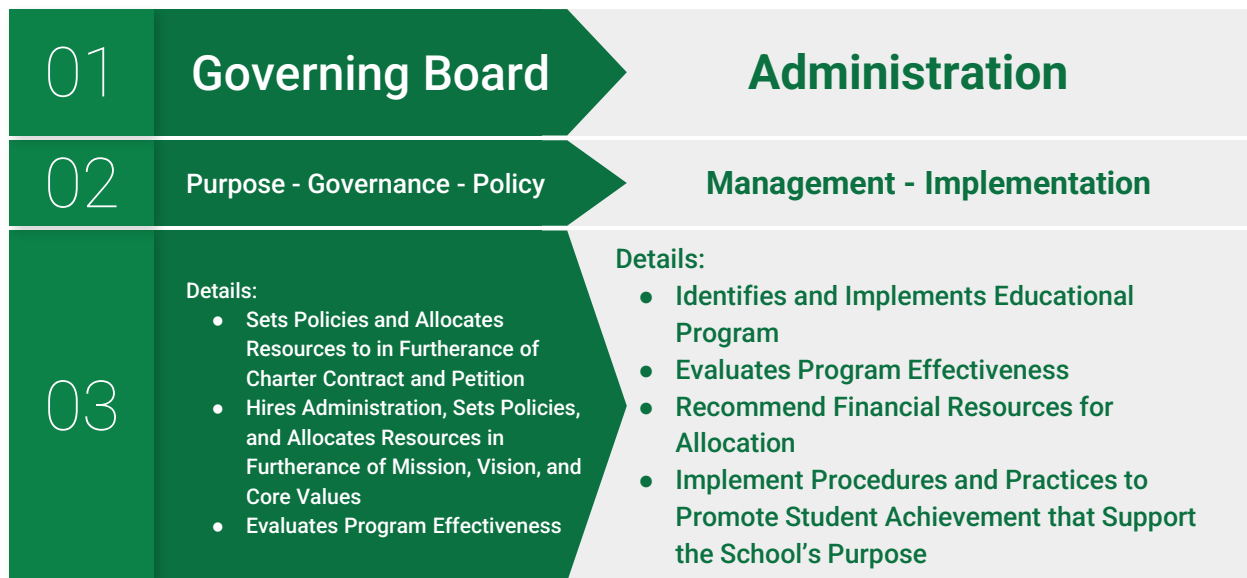 01
Governing Board
Administration
02
Purpose - Governance - Policy
Management - Implementation
03
Details:
● Sets Policies and Allocates
Resources to in Furtherance of
Charter Contract and Petition
● Hires Administration, Sets Policies,
and Allocates Resources in
Furtherance of Mission, Vision, and
Core Values
● Evaluates Program Effectiveness
Details:
● Identifies and Implements Educational
Program
● Evaluates Program Effectiveness
● Recommend Financial Resources for
Allocation
● Implement Procedures and Practices to
Promote Student Achievement that Support
the School’s Purpose